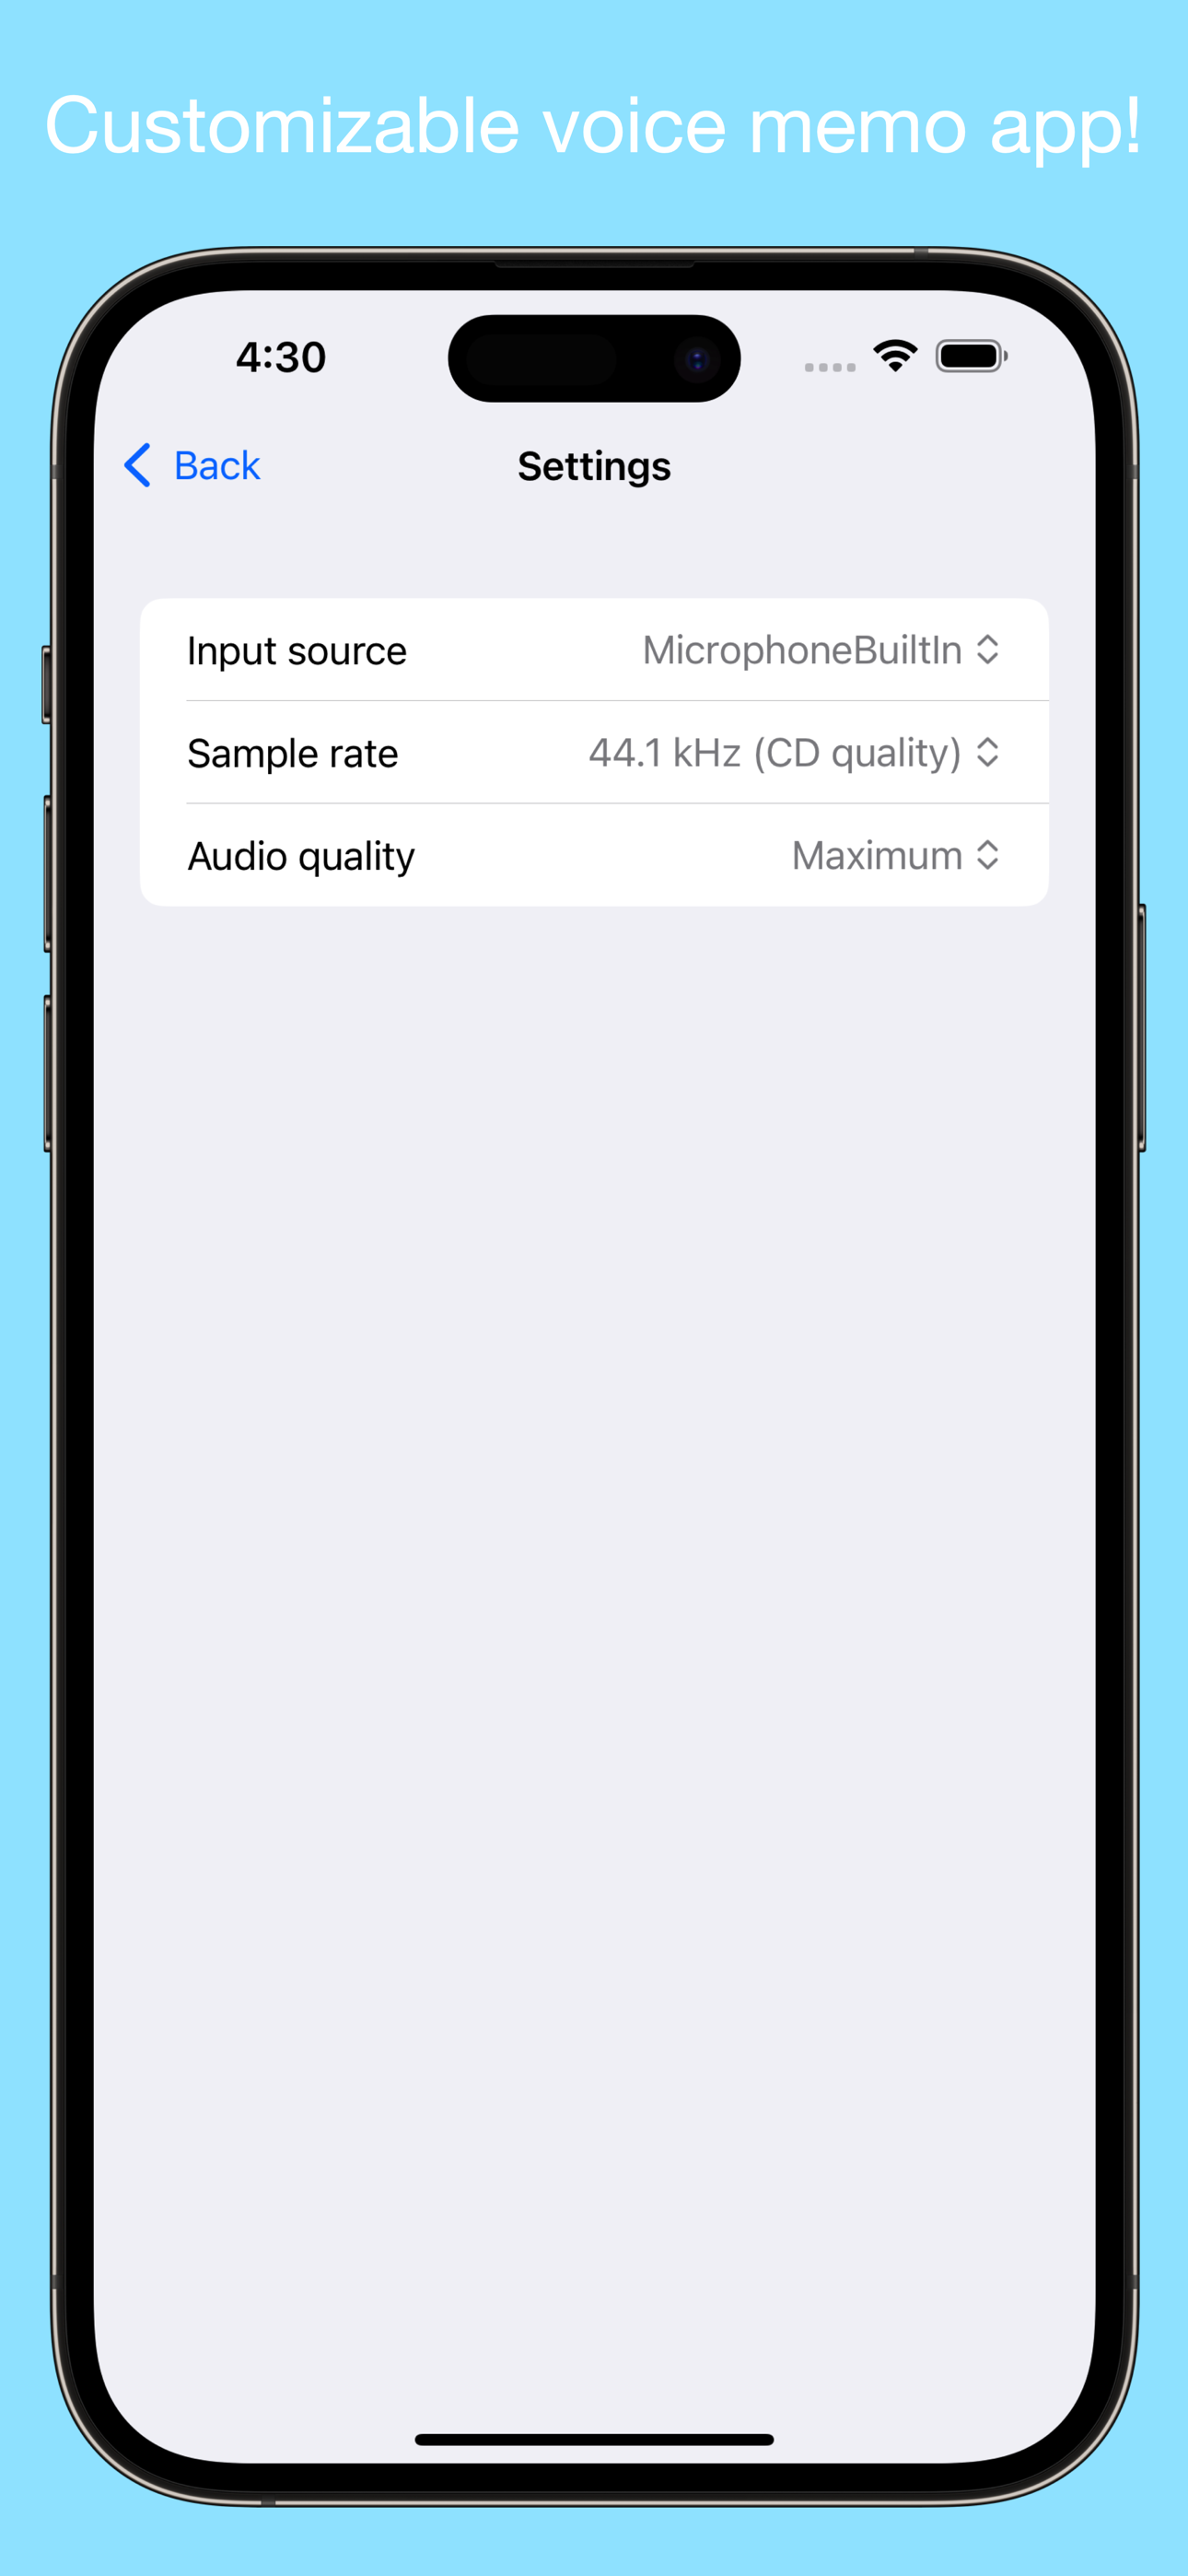 Customizable voice memo app!
4:30
Back Settings
Input source MicrophoneBuiltIn
Sample rate 44.1 kHz (CD quality)
Audio quality Maximum